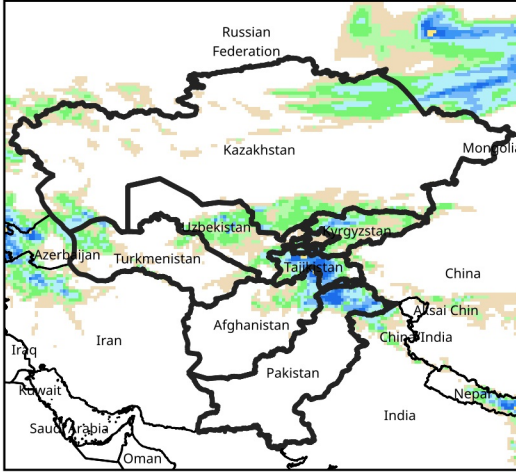 Russian
Federation
Kazakhstan
Mongolia
Uzbekistan
Kyrgyzstan
Azerbaijan
Turkmenistan
Tajikistan
China
Aksai Chin
Afghanistan
Iran
China/India
Iraq
Pakistan
Kuwait
Nepal
India
Saudi Arabia
Oman